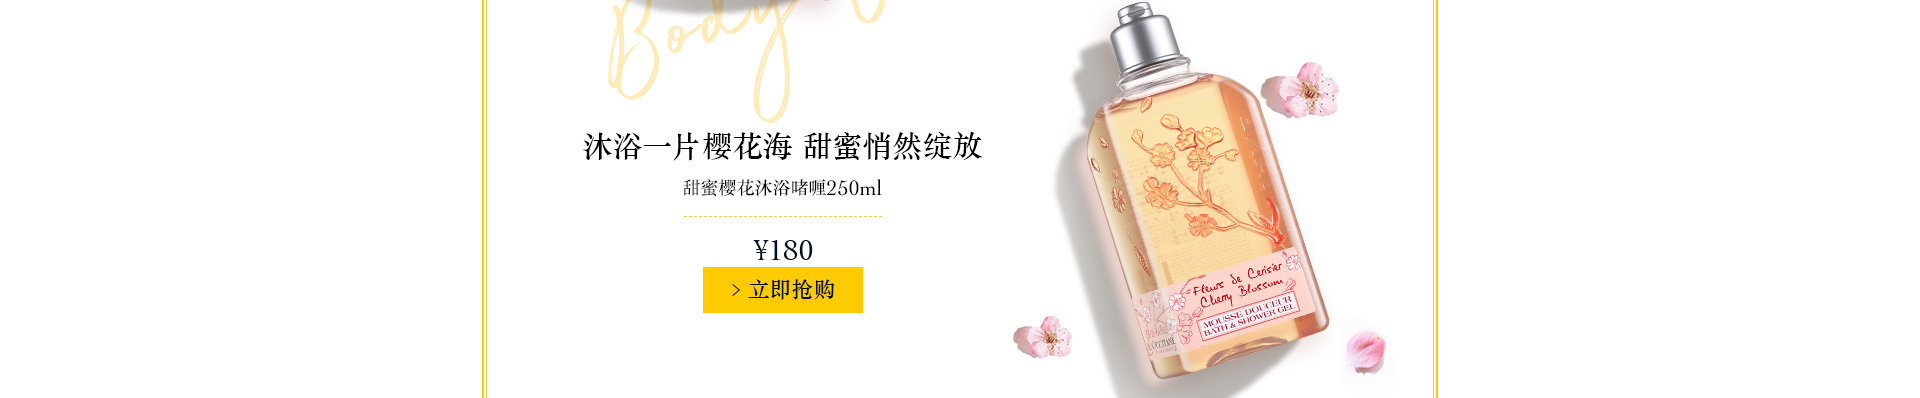 Body
沐浴一片樱花海 甜蜜悄然绽放
甜蜜樱花沐浴啫喱250ml
¥180
> 立即抢购
Fleurs de Cerisier
Cherry Blossom
MOUSSE DOUCEUR
BATH & SHOWER GEL
L'OCCITANE